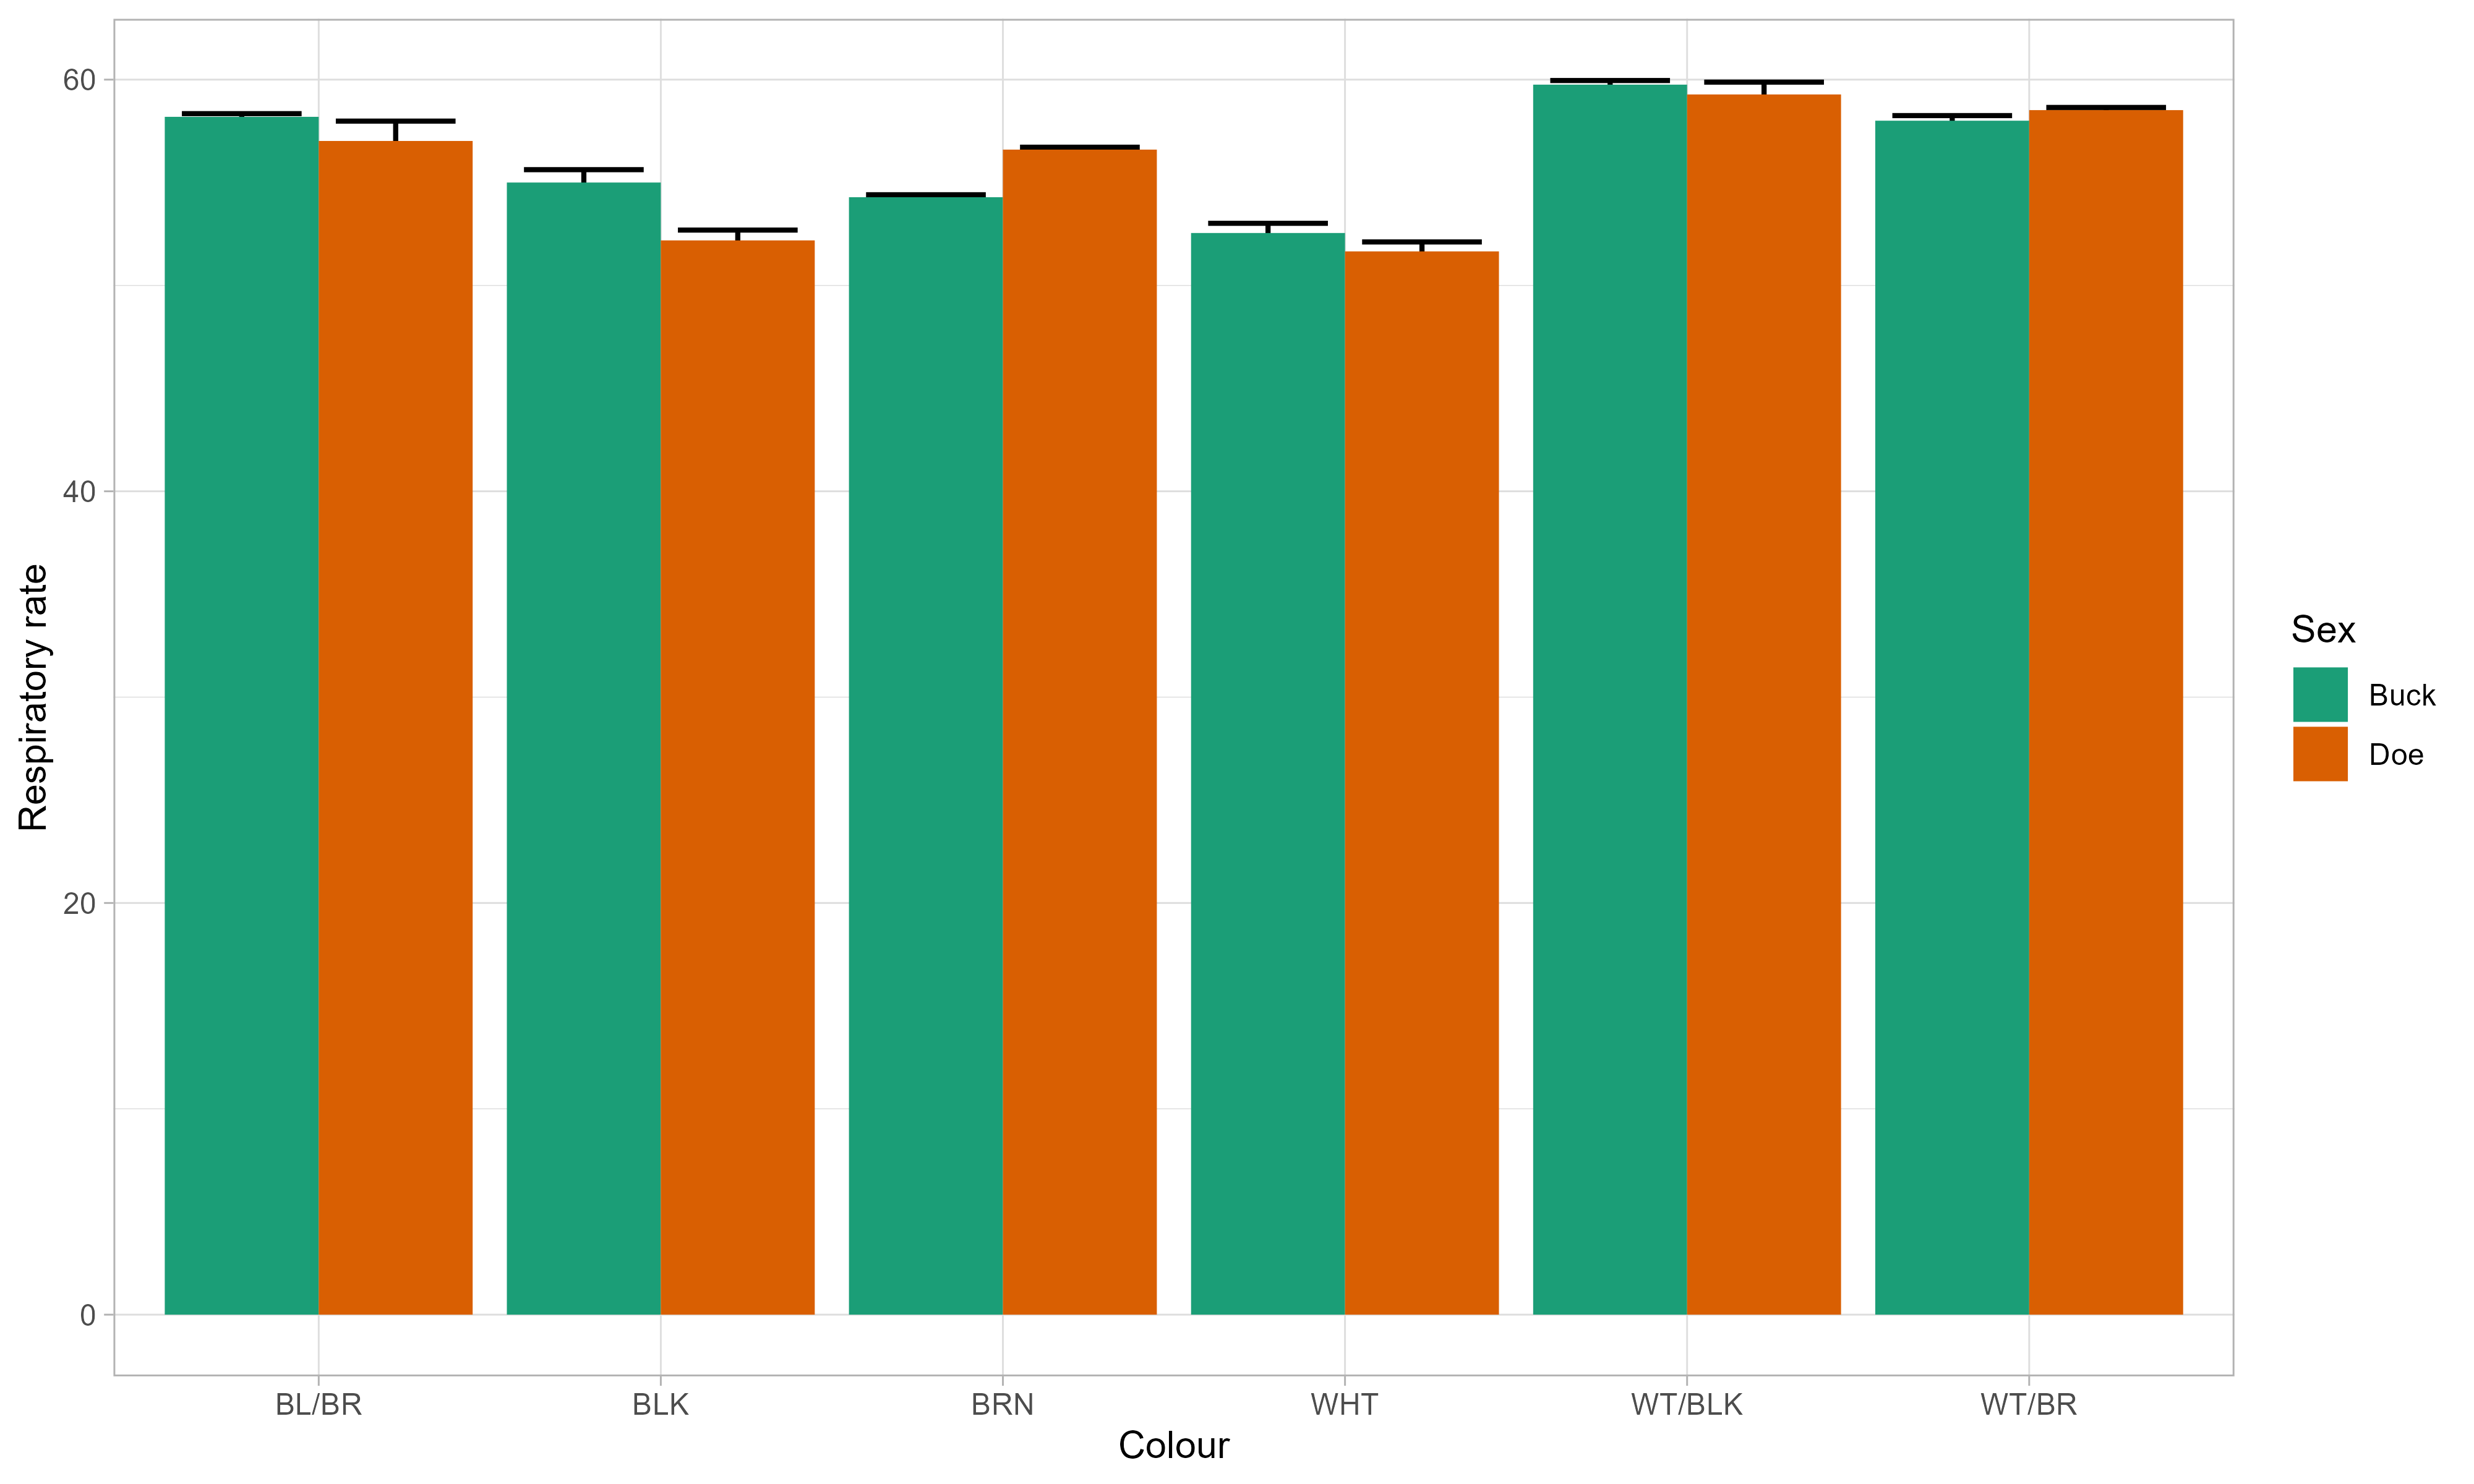 60
40
20
0
Respiratory rate
BL/BR
BLK
BRN
WHT
WT/BLK
WT/BR
Colour
Sex
Buck
Doe